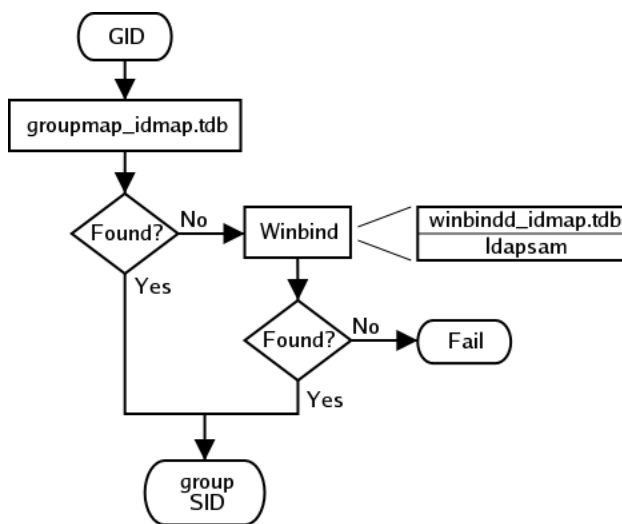 GID
groupmap_idmap.tdb
Found?
No
Winbind
winbindd_idmap.tdb
ldapsam
Yes
Found?
No
Fail
Yes
group
SID